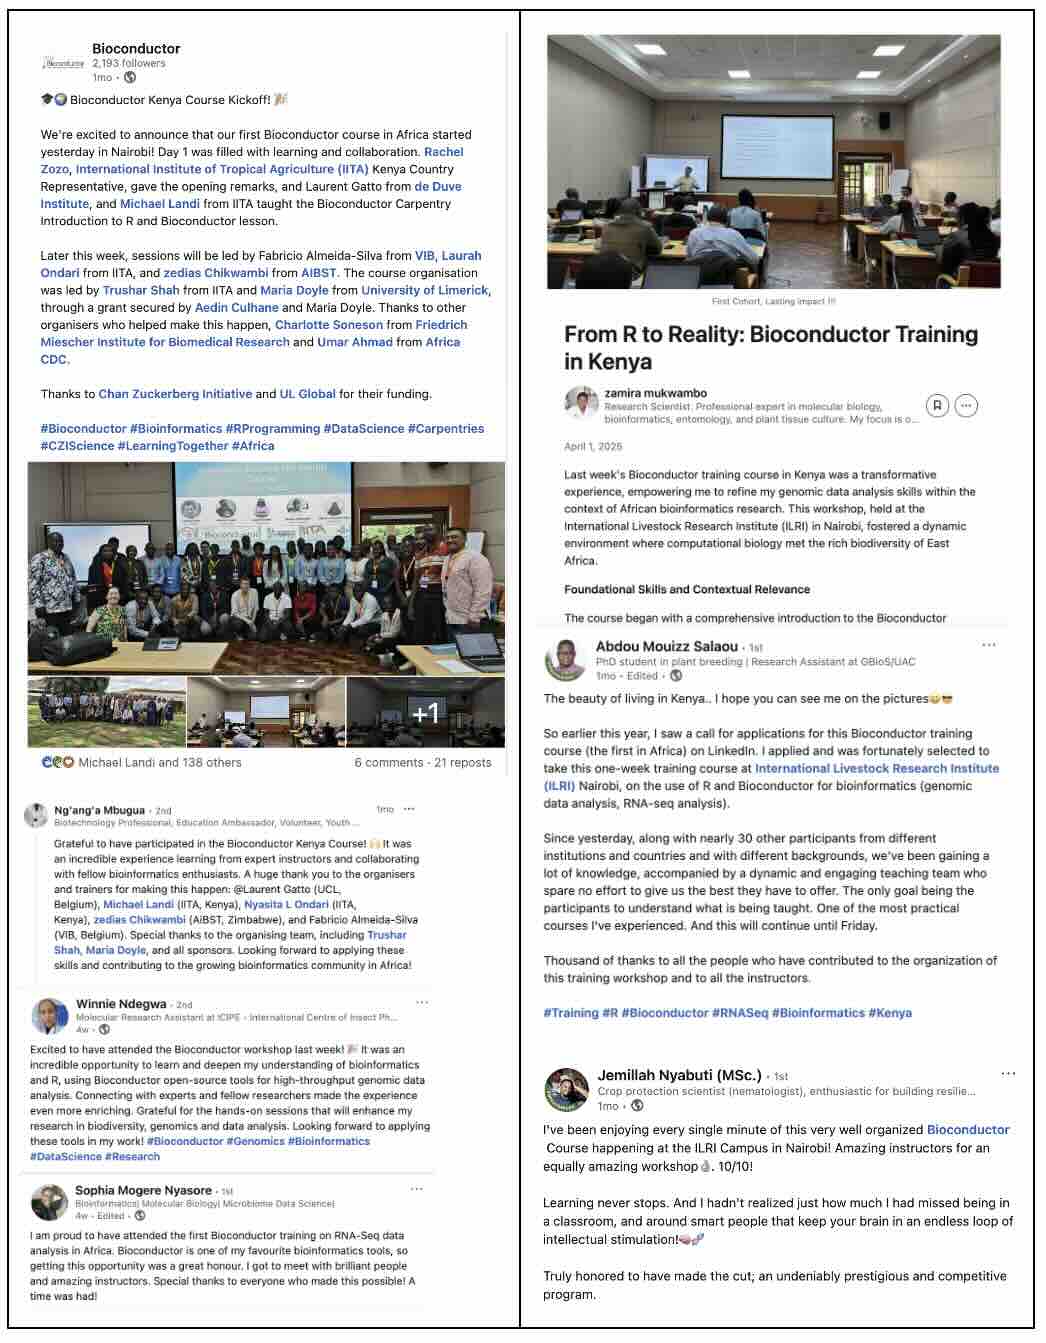 Bioconductor
Bioconductor
2,193 followers
1mo •
🎓🌍 Bioconductor Kenya Course Kickoff! 🎉
We're excited to announce that our first Bioconductor course in Africa started
yesterday in Nairobi! Day 1 was filled with learning and collaboration. Rachel
Zozo, International Institute of Tropical Agriculture (IITA) Kenya Country
Representative, gave the opening remarks, and Laurent Gatto from de Duve
Institute, and Michael Landi from IITA taught the Bioconductor Carpentry
Introduction to R and Bioconductor lesson.
Later this week, sessions will be led by Fabricio Almeida-Silva from VIB, Laurah
Ondari from IITA, and zedias Chikwambi from AIBST. The course organisation
was led by Trushar Shah from IITA and Maria Doyle from University of Limerick,
through a grant secured by Aedin Culhane and Maria Doyle. Thanks to other
organisers who helped make this happen, Charlotte Soneson from Friedrich
Miescher Institute for Biomedical Research and Umar Ahmad from Africa
CDC.
Thanks to Chan Zuckerberg Initiative and UL Global for their funding.
#Bioconductor #Bioinformatics #RProgramming #DataScience #Carpentries
#CZIScience #LearningTogether #Africa
+1
Michael Landi and 138 others
6 comments · 21 reposts
Ng'ang'a Mbugua • 2nd
1mo •••
Biotechnology Professional, Education Ambassador, Volunteer, Youth ...
Grateful to have participated in the Bioconductor Kenya Course! 🙌 It was
an incredible experience learning from expert instructors and collaborating
with fellow bioinformatics enthusiasts. A huge thank you to the organisers
and trainers for making this happen: @Laurent Gatto (UCL,
Belgium), Michael Landi (IITA, Kenya), Nyasita L Ondari (IITA,
Kenya), zedias Chikwambi (AiBST, Zimbabwe), and Fabricio Almeida-Silva
(VIB, Belgium). Special thanks to the organising team, including Trushar
Shah, Maria Doyle, and all sponsors. Looking forward to applying these
skills and contributing to the growing bioinformatics community in Africa!
Winnie Ndegwa • 2nd
Molecular Research Assistant at ICIPE - International Centre of Insect Ph...
4w •
Excited to have attended the Bioconductor workshop last week! 🎉 It was an
incredible opportunity to learn and deepen my understanding of bioinformatics
and R, using Bioconductor open-source tools for high-throughput genomic data
analysis. Connecting with experts and fellow researchers made the experience
even more enriching. Grateful for the hands-on sessions that will enhance my
research in biodiversity, genomics and data analysis. Looking forward to applying
these tools in my work! #Bioconductor #Genomics #Bioinformatics
#DataScience #Research
Sophia Mogere Nyasore • 1st
Bioinformatics| Molecular Biology| Microbiome Data Science|
4w • Edited •
I am proud to have attended the first Bioconductor training on RNA-Seq data
analysis in Africa. Bioconductor is one of my favourite bioinformatics tools, so
getting this opportunity was a great honour. I got to meet with brilliant people
and amazing instructors. Special thanks to everyone who made this possible! A
time was had!
First Cohort, Lasting impact !!!
From R to Reality: Bioconductor Training
in Kenya
zamira mukwambo
Research Scientist. Professional expert in molecular biology,
bioinformatics, entomology, and plant tissue culture. My focus is o...
April 1, 2025
Last week's Bioconductor training course in Kenya was a transformative
experience, empowering me to refine my genomic data analysis skills within the
context of African bioinformatics research. This workshop, held at the
International Livestock Research Institute (ILRI) in Nairobi, fostered a dynamic
environment where computational biology met the rich biodiversity of East
Africa.
Foundational Skills and Contextual Relevance
The course began with a comprehensive introduction to the Bioconductor
Abdou Mouizz Salaou • 1st
PhD student in plant breeding | Research Assistant at GBioS/UAC
1mo • Edited •
The beauty of living in Kenya.. I hope you can see me on the pictures😄😎
So earlier this year, I saw a call for applications for this Bioconductor training
course (the first in Africa) on LinkedIn. I applied and was fortunately selected to
take this one-week training course at International Livestock Research Institute
(ILRI) Nairobi, on the use of R and Bioconductor for bioinformatics (genomic
data analysis, RNA-seq analysis).
Since yesterday, along with nearly 30 other participants from different
institutions and countries and with different backgrounds, we've been gaining a
lot of knowledge, accompanied by a dynamic and engaging teaching team who
spare no effort to give us the best they have to offer. The only goal being the
participants to understand what is being taught. One of the most practical
courses I've experienced. And this will continue until Friday.
Thousand of thanks to all the people who have contributed to the organization of
this training workshop and to all the instructors.
#Training #R #Bioconductor #RNASeq #Bioinformatics #Kenya
Jemillah Nyabuti (MSc.) • 1st
Crop protection scientist (nematologist), enthusiastic for building resilie...
1mo •
I've been enjoying every single minute of this very well organized Bioconductor
Course happening at the ILRI Campus in Nairobi! Amazing instructors for an
equally amazing workshop👌. 10/10!
Learning never stops. And I hadn't realized just how much I had missed being in
a classroom, and around smart people that keep your brain in an endless loop of
intellectual stimulation!🧠🧬
Truly honored to have made the cut; an undeniably prestigious and competitive
program.